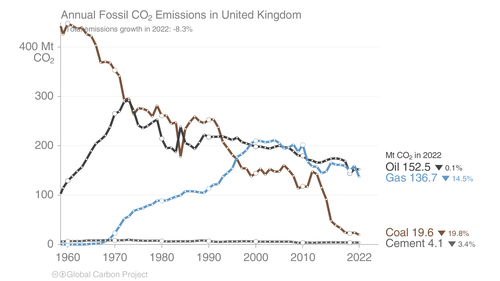 Annual Fossil CO₂ Emissions in United Kingdom
Total emissions growth in 2022: -8.3%
400 Mt
CO₂
300
200
100
0
1960 1970 1980 1990 2000 2010 2022
Mt CO₂ in 2022
Oil 152.5 ▼ 0.1%
Gas 136.7 ▼ 14.5%
Coal 19.6 ▼ 19.8%
Cement 4.1 ▼ 3.4%
Global Carbon Project